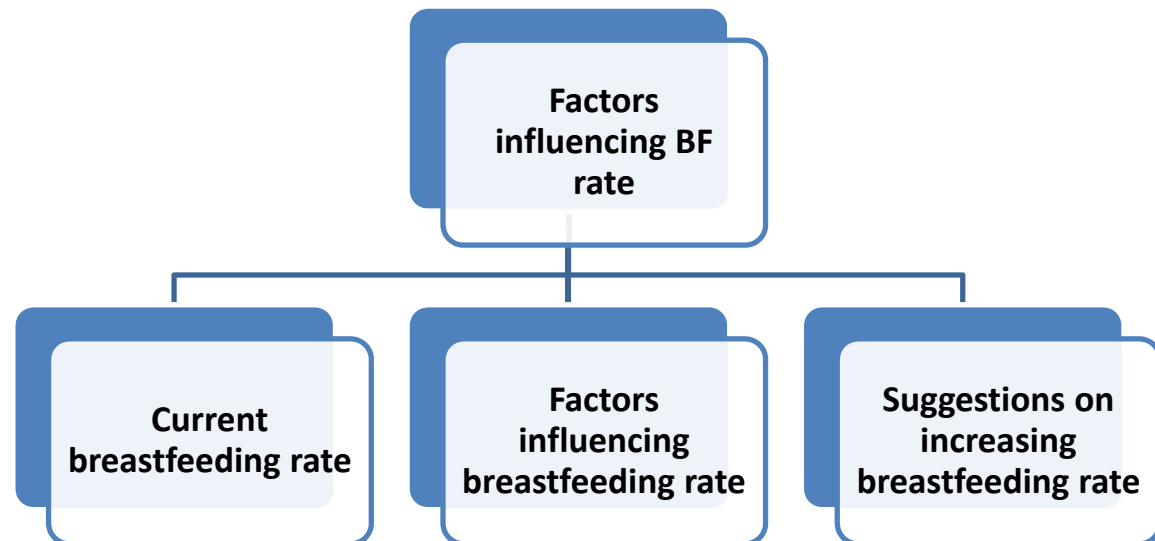 Factors
influencing BF
rate
Current
breastfeeding rate
Factors
influencing
breastfeeding rate
Suggestions on
increasing
breastfeeding rate